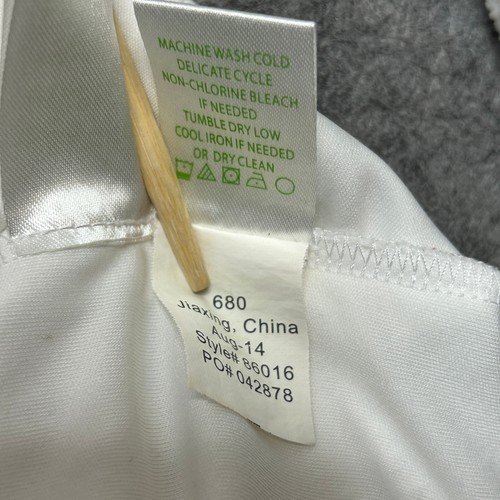 MACHINE WASH COLD
DELICATE CYCLE
NON-CHLORINE BLEACH
IF NEEDED
TUMBLE DRY LOW
COOL IRON IF NEEDED
OR DRY CLEAN
680
Jiaxing, China
Aug-14
Style# 86016
PO# 042878